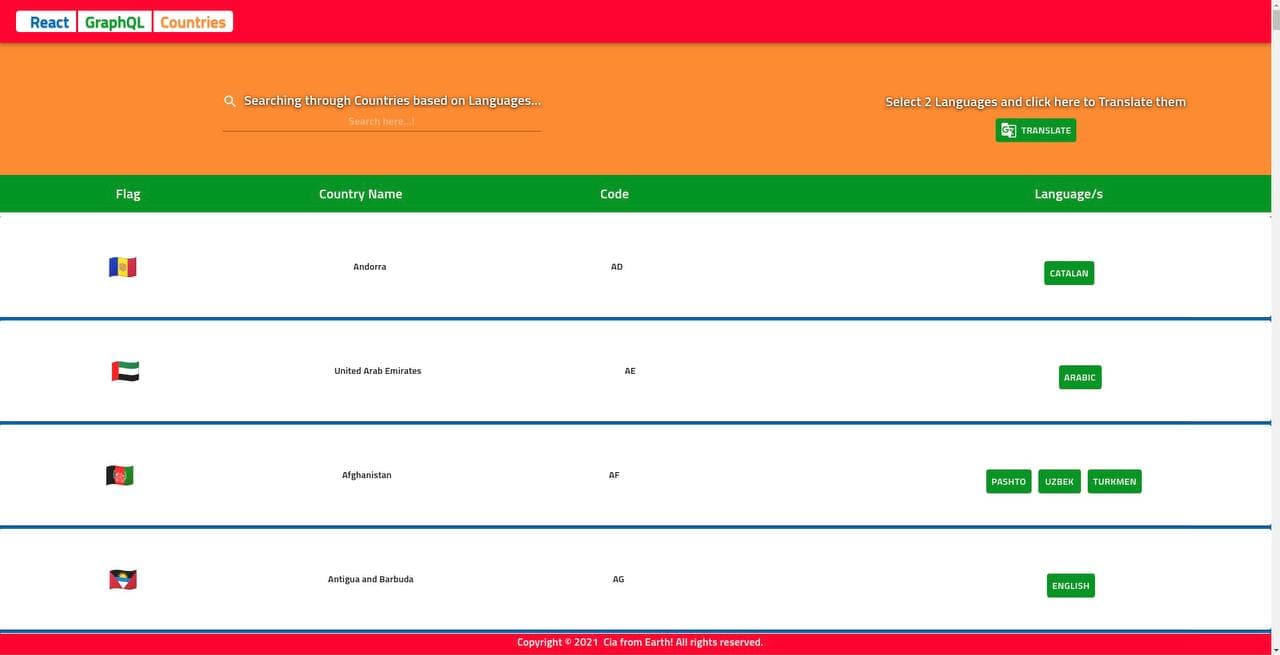 React GraphQL Countries
Searching through Countries based on Languages...
Search here...!
Select 2 Languages and click here to Translate them
TRANSLATE
Flag Country Name Code Language/s
Andorra AD CATALAN
United Arab Emirates AE ARABIC
Afghanistan AF PASHTO UZBEK TURKMEN
Antigua and Barbuda AG ENGLISH
Copyright © 2021 Cia from Earth! All rights reserved.